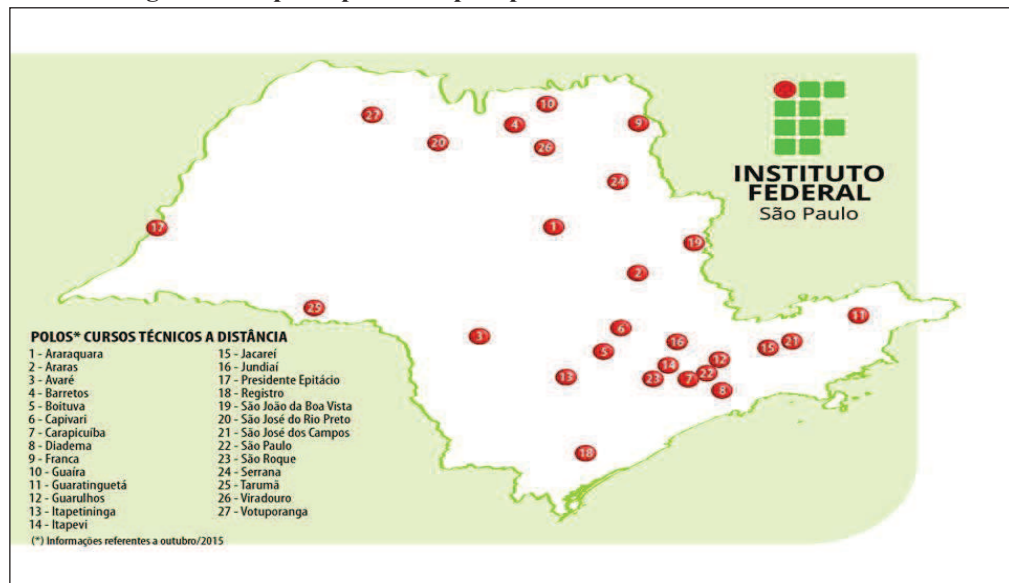 INSTITUTO
FEDERAL
São Paulo
27
20
4
10
26
9
24
17
1
19
2
25
3
6
5
16
13
14
23
7
22
12
8
15
21
11
18
POLOS* CURSOS TÉCNICOS A DISTÂNCIA
1 - Araraquara
2 - Araras
3 - Avaré
4 - Barretos
5 - Boituva
6 - Capivari
7 - Carapicuíba
8 - Diadema
9 - Franca
10 - Guaíra
11 - Guaratinguetá
12 - Guarulhos
13 - Itapetininga
14 - Itapevi
15 - Jacareí
16 - Jundiaí
17 - Presidente Epitácio
18 - Registro
19 - São João da Boa Vista
20 - São José do Rio Preto
21 - São José dos Campos
22 - São Paulo
23 - São Roque
24 - Serrana
25 - Tarumã
26 - Viradouro
27 - Votuporanga
(*) Informações referentes a outubro/2015